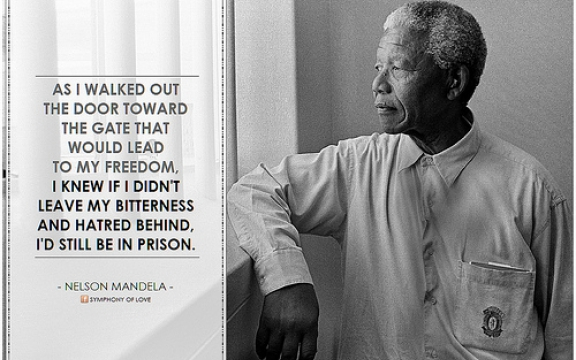 AS I WALKED OUT
THE DOOR TOWARD
THE GATE THAT
WOULD LEAD
TO MY FREEDOM,
I KNEW IF I DIDN'T
LEAVE MY BITTERNESS
AND HATRED BEHIND,
I'D STILL BE IN PRISON.
- NELSON MANDELA -
f SYMPHONY OF LOVE